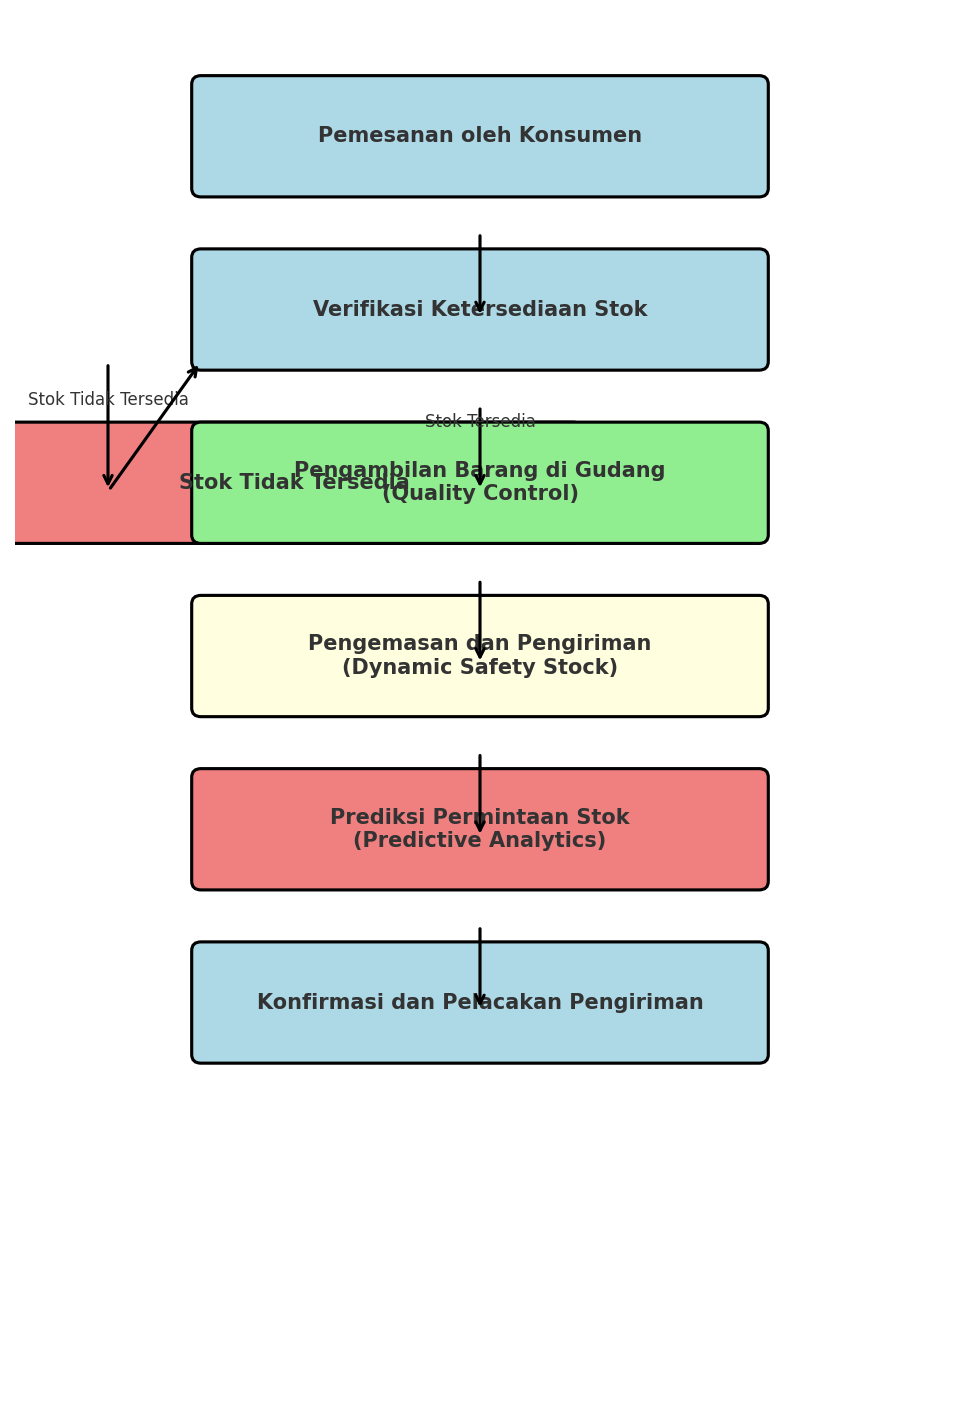 Pemesanan oleh Konsumen
Verifikasi Ketersediaan Stok
Stok Tidak Tersedia
Stok Tersedia
Stok Tidak Tersedia
Pengambilan Barang di Gudang
(Quality Control)
Pengemasan dan Pengiriman
(Dynamic Safety Stock)
Prediksi Permintaan Stok
(Predictive Analytics)
Konfirmasi dan Pelacakan Pengiriman